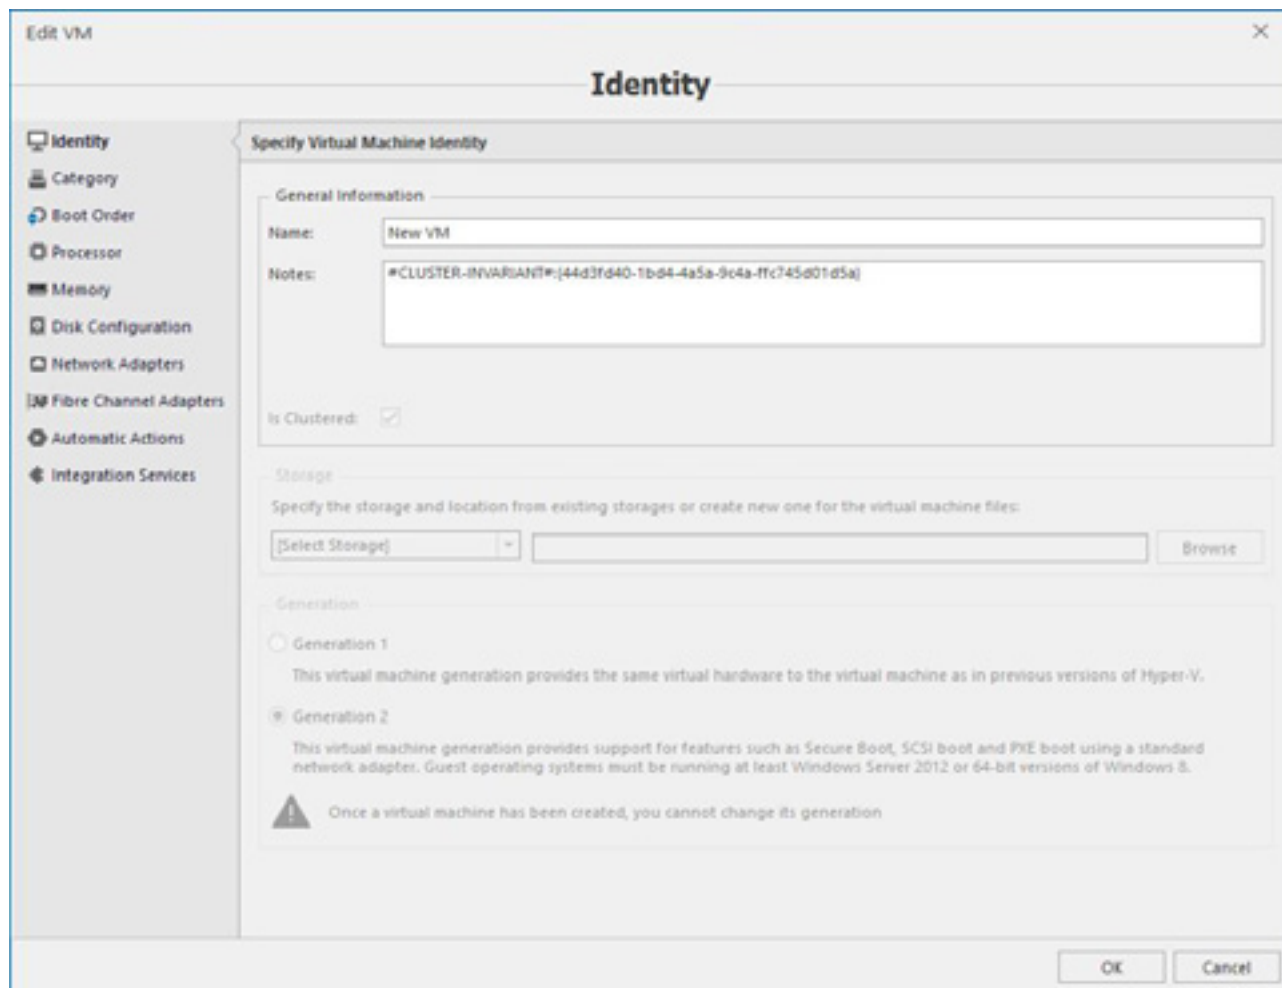 Edit VM
Identity
Identity
Category
Boot Order
Processor
Memory
Disk Configuration
Network Adapters
Fibre Channel Adapters
Automatic Actions
Integration Services
Specify Virtual Machine Identity
General Information
Name: New VM
Notes: #CLUSTER-INVARIANT#:{44d3fd40-1bd4-4a5a-9c4a-ffc745d01d5a}
Is Clustered:
Storage
Specify the storage and location from existing storages or create new one for the virtual machine files:
[Select Storage] Browse
Generation
Generation 1
This virtual machine generation provides the same virtual hardware to the virtual machine as in previous versions of Hyper-V.
Generation 2
This virtual machine generation provides support for features such as Secure Boot, SCSI boot and PXE boot using a standard
network adapter. Guest operating systems must be running at least Windows Server 2012 or 64-bit versions of Windows 8.
Once a virtual machine has been created, you cannot change its generation
OK Cancel